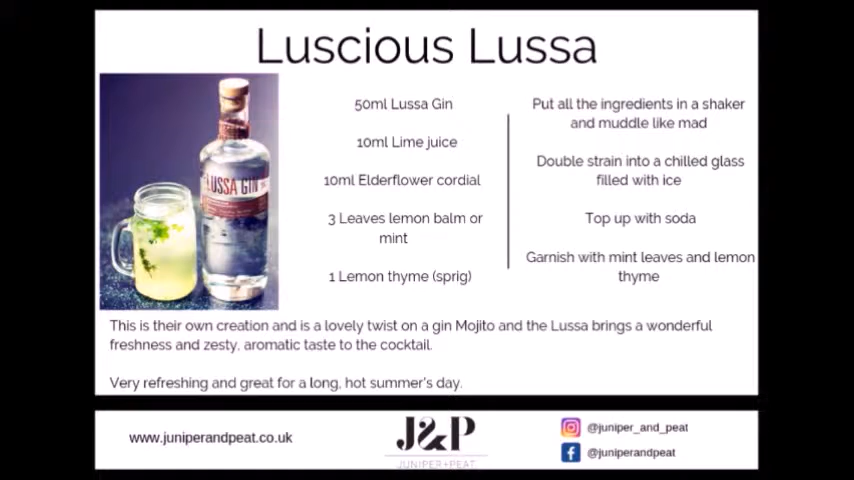 Luscious Lussa
LUSSA GIN
50ml Lussa Gin
10ml Lime juice
10ml Elderflower cordial
3 Leaves lemon balm or
mint
1 Lemon thyme (sprig)
Put all the ingredients in a shaker
and muddle like mad
Double strain into a chilled glass
filled with ice
Top up with soda
Garnish with mint leaves and lemon
thyme
This is their own creation and is a lovely twist on a gin Mojito and the Lussa brings a wonderful
freshness and zesty, aromatic taste to the cocktail.
Very refreshing and great for a long, hot summer's day.
www.juniperandpeat.co.uk
J&P
JUNIPER+PEAT
@juniper_and_peat
@juniperandpeat